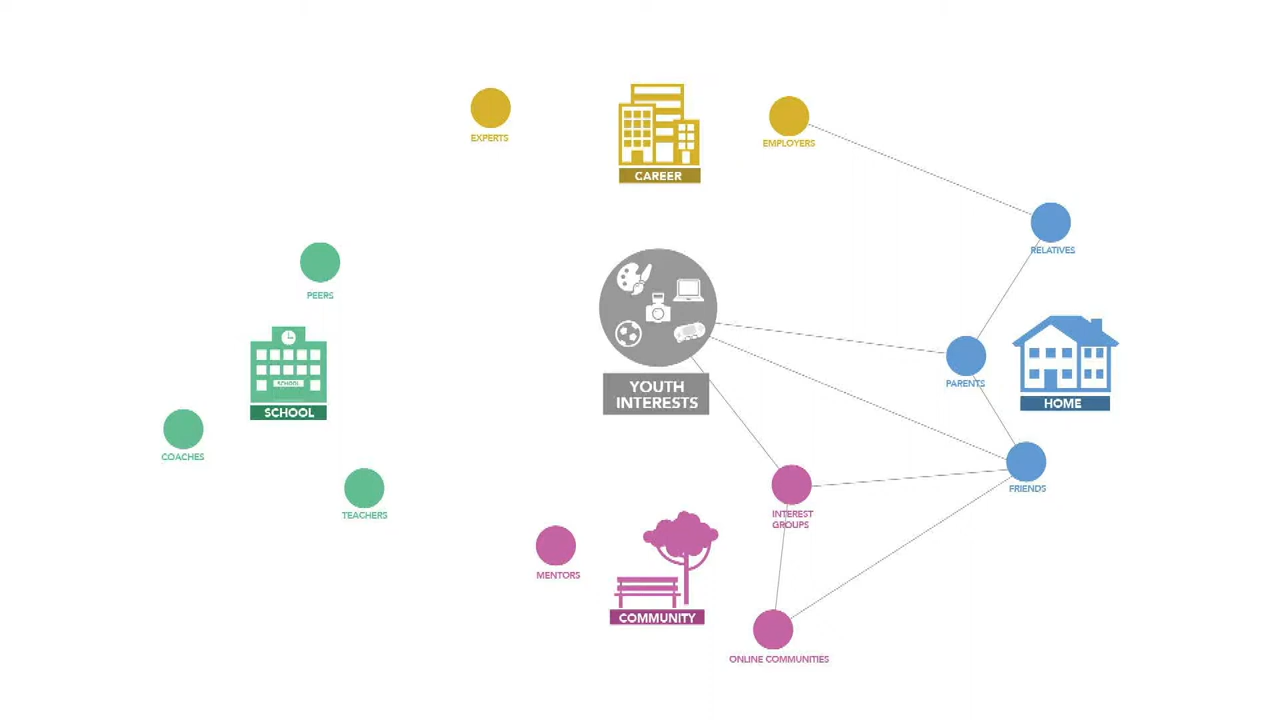 EXPERTS
CAREER
EMPLOYERS
RELATIVES
PEERS
SCHOOL
SCHOOL
YOUTH
INTERESTS
PARENTS
HOME
COACHES
TEACHERS
FRIENDS
INTEREST
GROUPS
MENTORS
COMMUNITY
ONLINE COMMUNITIES